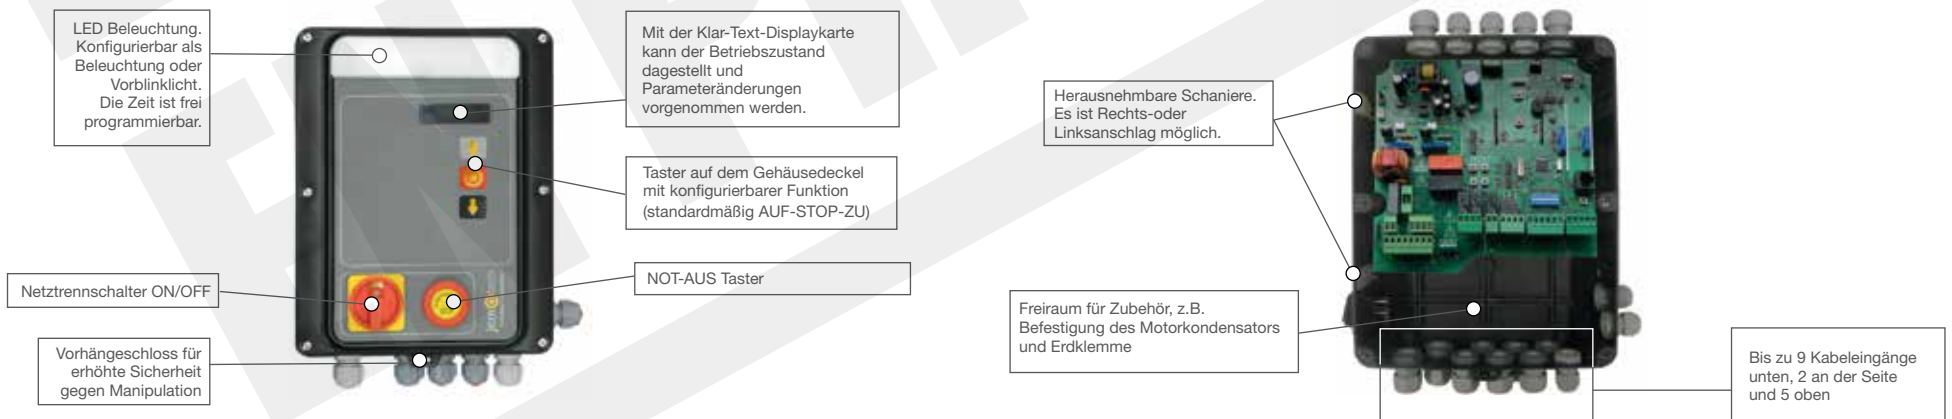 LED Beleuchtung.
Konfigurierbar als
Beleuchtung oder
Vorblinklicht.
Die Zeit ist frei
programmierbar.
Mit der Klar-Text-Displaykarte
kann der Betriebszustand
dagestellt und
Parameteränderungen
vorgenommen werden.
Taster auf dem Gehäusedeckel
mit konfigurierbarer Funktion
(standardmäßig AUF-STOP-ZU)
Netztrennschalter ON/OFF
NOT-AUS Taster
Vorhängeschloss für
erhöhte Sicherheit
gegen Manipulation
Herausnehmbare Schaniere.
Es ist Rechts-oder
Linksanschlag möglich.
Freiraum für Zubehör, z.B.
Befestigung des Motorkondensators
und Erdklemme
Bis zu 9 Kabeleingänge
unten, 2 an der Seite
und 5 oben